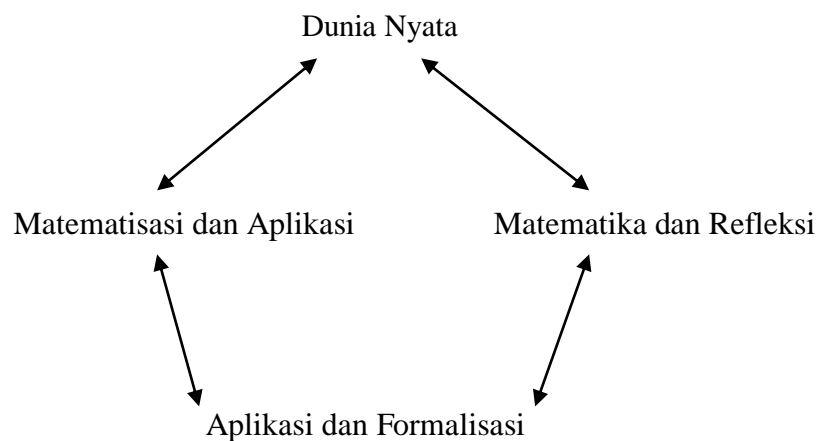 Dunia Nyata
Matematisasi dan Aplikasi
Matematika dan Refleksi
Aplikasi dan Formalisasi